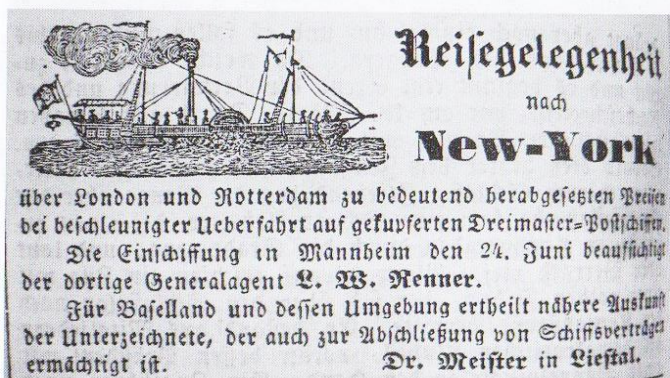 Reisegelegenheit
nach
New-York
über London und Rotterdam zu bedeutend herabgesetzten Preisen
bei beschleunigter Ueberfahrt auf gekupferten Dreimaster-Postschiffen.
Die Einschiffung in Mannheim den 24. Juni beaufsichtigt
der dortige Generalagent L. W. Renner.
Für Baselland und dessen Umgebung ertheilt nähere Auskunft
der Unterzeichnete, der auch zur Abschließung von Schiffsverträgen
ermächtigt ist. Dr. Meister in Liestal.